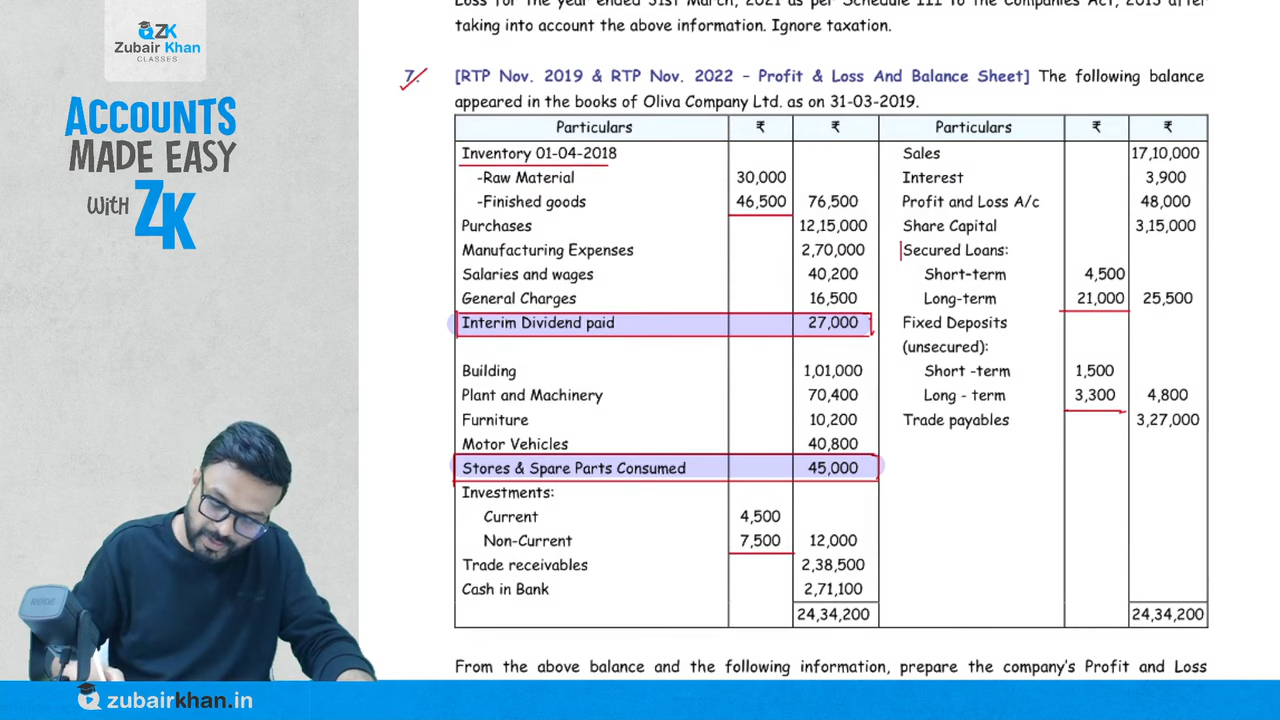 ZK
Zubair Khan
CLASSES
ACCOUNTS
MADE EASY
with ZK
RODE
zubairkhan.in
Loss for the year ended 31st March, 2021 as per Schedule III to the Companies Act, 2013 after
taking into account the above information. Ignore taxation.
7. [RTP Nov. 2019 & RTP Nov. 2022 – Profit & Loss And Balance Sheet] The following balance
appeared in the books of Oliva Company Ltd. as on 31-03-2019.
Particulars ₹ ₹ Particulars ₹ ₹
Inventory 01-04-2018 Sales 17,10,000
-Raw Material 30,000 Interest 3,900
-Finished goods 46,500 76,500 Profit and Loss A/c 48,000
Purchases 12,15,000 Share Capital 3,15,000
Manufacturing Expenses 2,70,000 Secured Loans:
Salaries and wages 40,200 Short-term 4,500
General Charges 16,500 Long-term 21,000 25,500
Interim Dividend paid 27,000 Fixed Deposits
(unsecured):
Building 1,01,000 Short -term 1,500
Plant and Machinery 70,400 Long - term 3,300 4,800
Furniture 10,200 Trade payables 3,27,000
Motor Vehicles 40,800
Stores & Spare Parts Consumed 45,000
Investments:
Current 4,500
Non-Current 7,500 12,000
Trade receivables 2,38,500
Cash in Bank 2,71,100
24,34,200 24,34,200
From the above balance and the following information, prepare the company's Profit and Loss